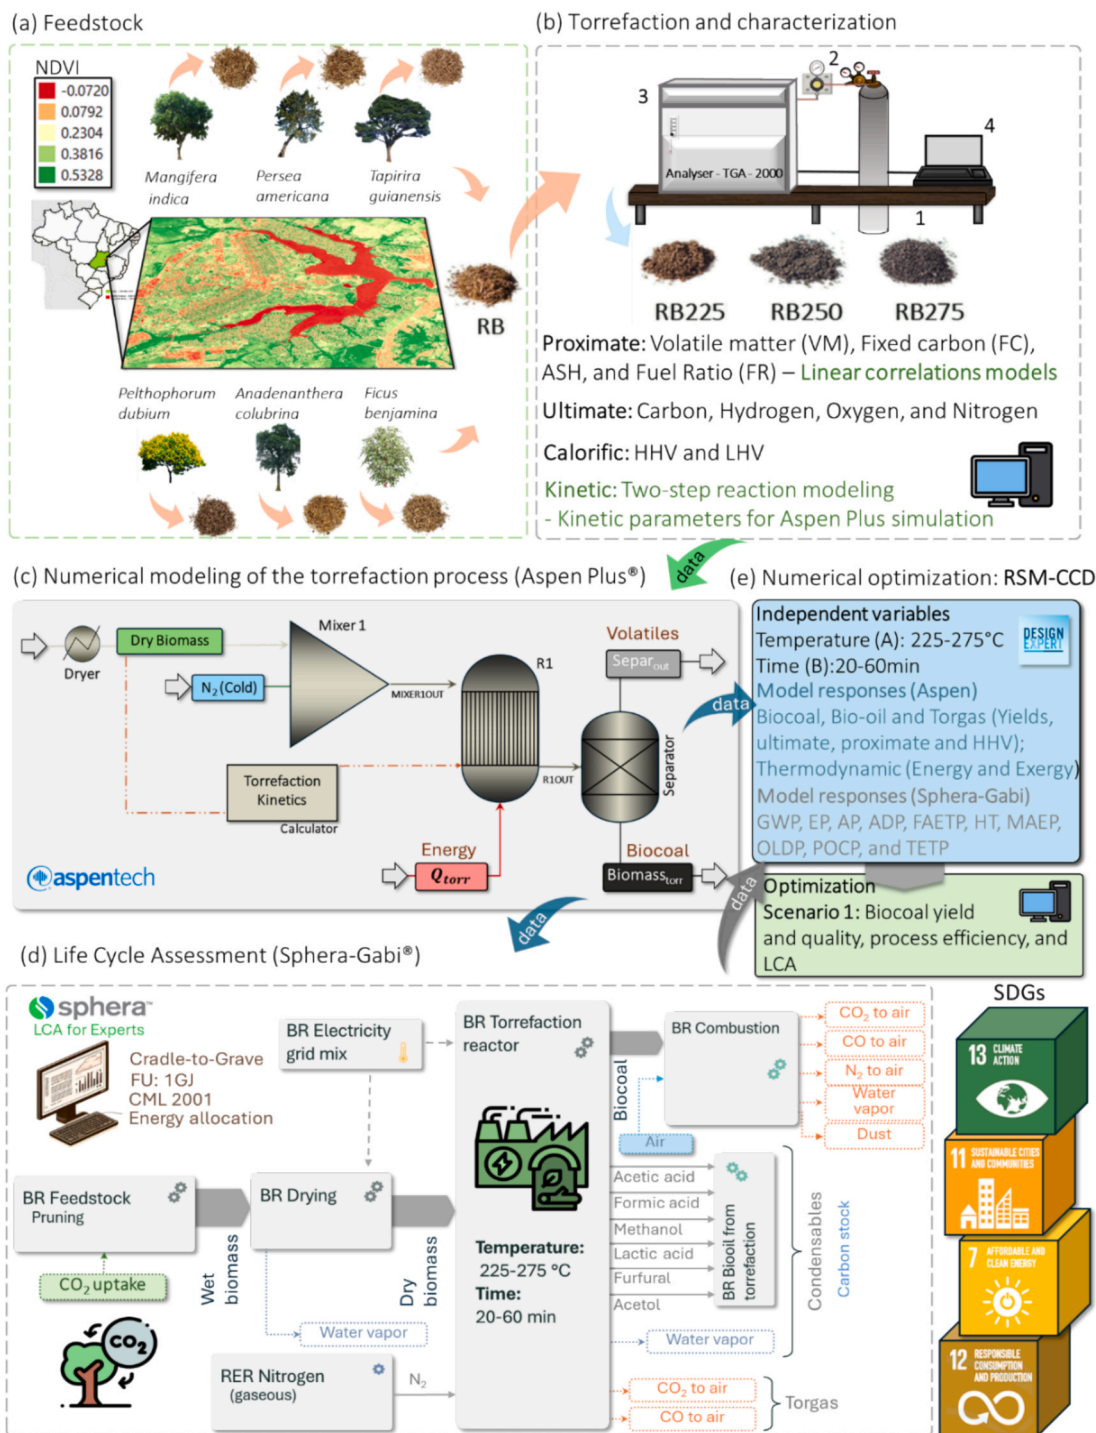 (a) Feedstock
NDVI
-0.0720
0.0792
0.2304
0.3816
0.5328
Mangifera
indica
Persea
americana
Tapirira
guianensis
RB
Pelthophorum
dubium
Anadenanthera
colubrina
Ficus
benjamina
(b) Torrefaction and characterization
2
3
4
Analyser - TGA - 2000
1
RB225
RB250
RB275
Proximate: Volatile matter (VM), Fixed carbon (FC),
ASH, and Fuel Ratio (FR) – Linear correlations models
Ultimate: Carbon, Hydrogen, Oxygen, and Nitrogen
Calorific: HHV and LHV
Kinetic: Two-step reaction modeling
- Kinetic parameters for Aspen Plus simulation
data
(c) Numerical modeling of the torrefaction process (Aspen Plus®)
Dryer
Dry Biomass
N₂ (Cold)
Mixer 1
MIXER1OUT
R1
R1OUT
Volatiles
Separ_out
Separator
Torrefaction
Kinetics
Calculator
Energy
Q_torr
Biocoal
Biomass_torr
aspentech
data
data
data
(e) Numerical optimization: RSM-CCD
Independent variables
Temperature (A): 225-275°C
Time (B):20-60min
DESIGN
EXPERT
Model responses (Aspen)
Biocoal, Bio-oil and Torgas (Yields,
ultimate, proximate and HHV);
Thermodynamic (Energy and Exergy)
Model responses (Sphera-Gabi)
GWP, EP, AP, ADP, FAETP, HT, MAEP,
OLDP, POCP, and TETP
Optimization
Scenario 1: Biocoal yield
and quality, process efficiency, and
LCA
(d) Life Cycle Assessment (Sphera-Gabi®)
sphera™
LCA for Experts
Cradle-to-Grave
FU: 1GJ
CML 2001
Energy allocation
BR Electricity
grid mix
BR Feedstock
Pruning
CO₂ uptake
CO₂
Wet
biomass
BR Drying
Water vapor
Dry
biomass
RER Nitrogen
(gaseous)
N₂
BR Torrefaction
reactor
Temperature:
225-275 °C
Time:
20-60 min
Biocoal
Air
BR Combustion
CO₂ to air
CO to air
N₂ to air
Water
vapor
Dust
Acetic acid
Formic acid
Methanol
Lactic acid
Furfural
Acetol
BR Biooil from
torrefaction
Condensables
Carbon stock
Water vapor
CO₂ to air
CO to air
Torgas
SDGs
13 CLIMATE
ACTION
11 SUSTAINABLE CITIES
AND COMMUNITIES
7 AFFORDABLE AND
CLEAN ENERGY
12 RESPONSIBLE
CONSUMPTION
AND PRODUCTION